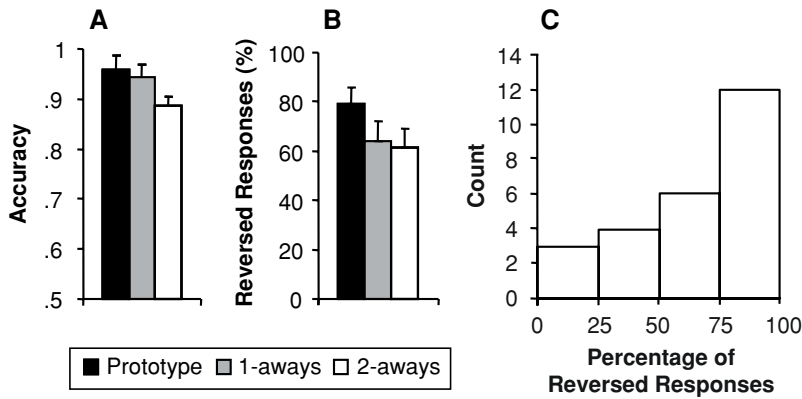 A
Accuracy
1
.9
.8
.7
.6
.5
B
Reversed Responses (%)
100
80
60
40
20
0
C
Count
14
12
10
8
6
4
2
0
0 25 50 75 100
Percentage of
Reversed Responses
Prototype 1-aways 2-aways